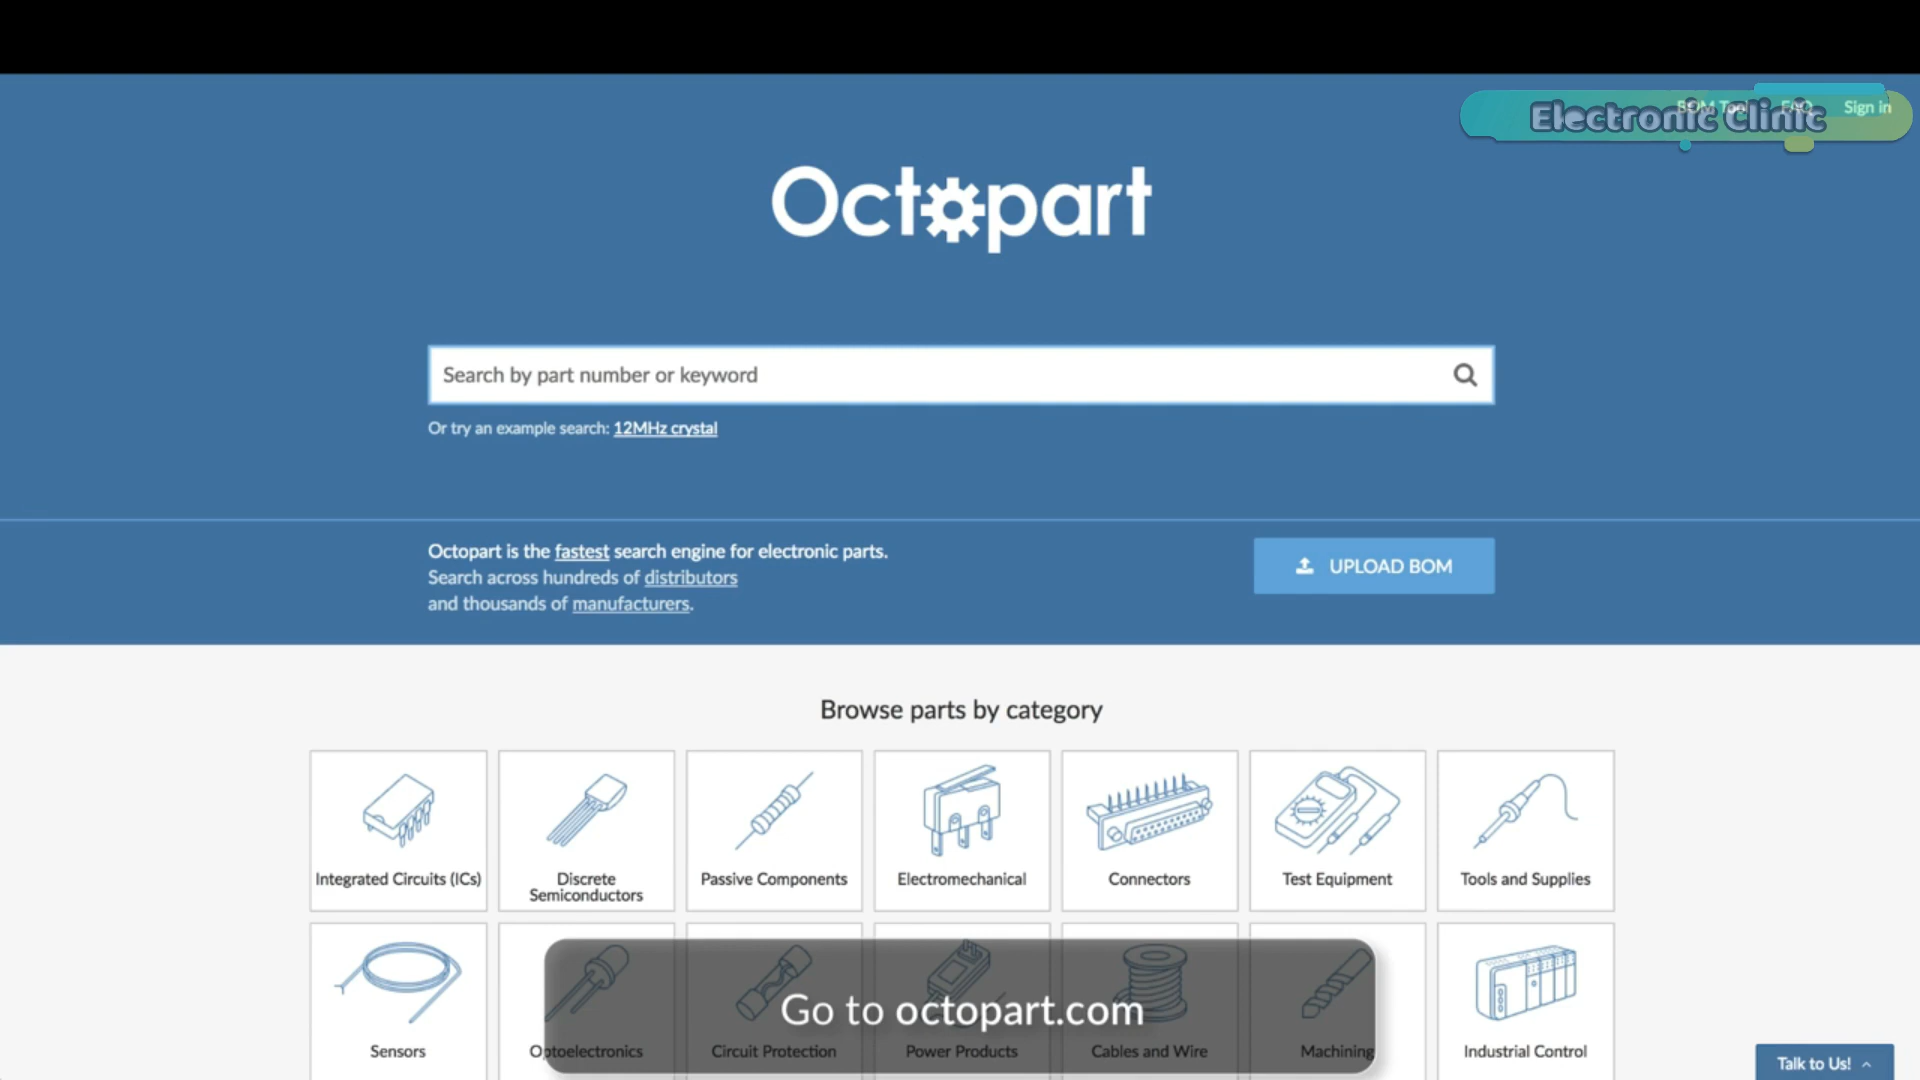 BOM Tool FAQ Sign in
Electronic Clinic
Octopart
Search by part number or keyword
Or try an example search: 12MHz crystal
Octopart is the fastest search engine for electronic parts.
Search across hundreds of distributors
and thousands of manufacturers.
UPLOAD BOM
Browse parts by category
Integrated Circuits (ICs)
Discrete
Semiconductors
Passive Components
Electromechanical
Connectors
Test Equipment
Tools and Supplies
Go to octopart.com
Sensors
Optoelectronics
Circuit Protection
Power Products
Cables and Wire
Machining
Industrial Control
Talk to Us!